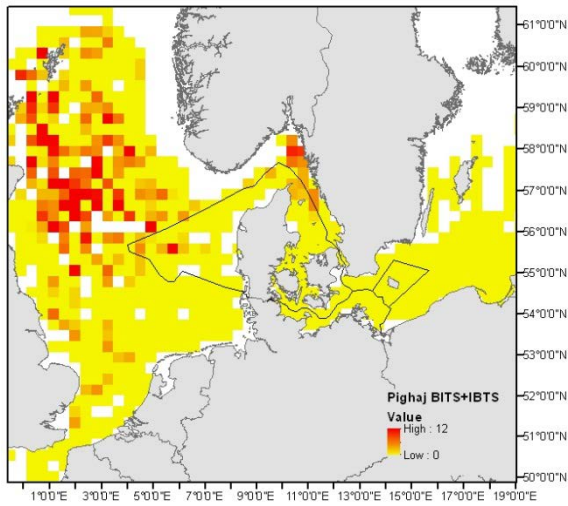 61°0'0"N
60°0'0"N
59°0'0"N
58°0'0"N
57°0'0"N
56°0'0"N
55°0'0"N
54°0'0"N
53°0'0"N
52°0'0"N
51°0'0"N
50°0'0"N
Pighaj BITS+IBTS
Value
High : 12
Low : 0
1°0'0"E 3°0'0"E 5°0'0"E 7°0'0"E 9°0'0"E 11°0'0"E 13°0'0"E 15°0'0"E 17°0'0"E 19°0'0"E